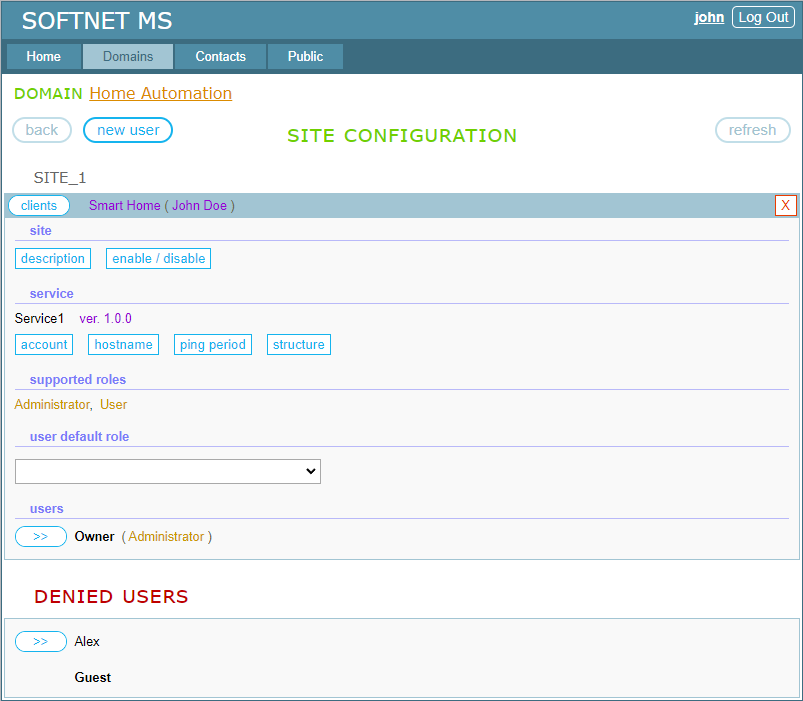 SOFTNET MS
john Log Out
Home Domains Contacts Public
DOMAIN Home Automation
back new user SITE CONFIGURATION refresh
SITE_1
clients Smart Home ( John Doe ) X
site
description enable / disable
service
Service1 ver. 1.0.0
account hostname ping period structure
supported roles
Administrator, User
user default role
users
>> Owner ( Administrator )
DENIED USERS
>> Alex
Guest